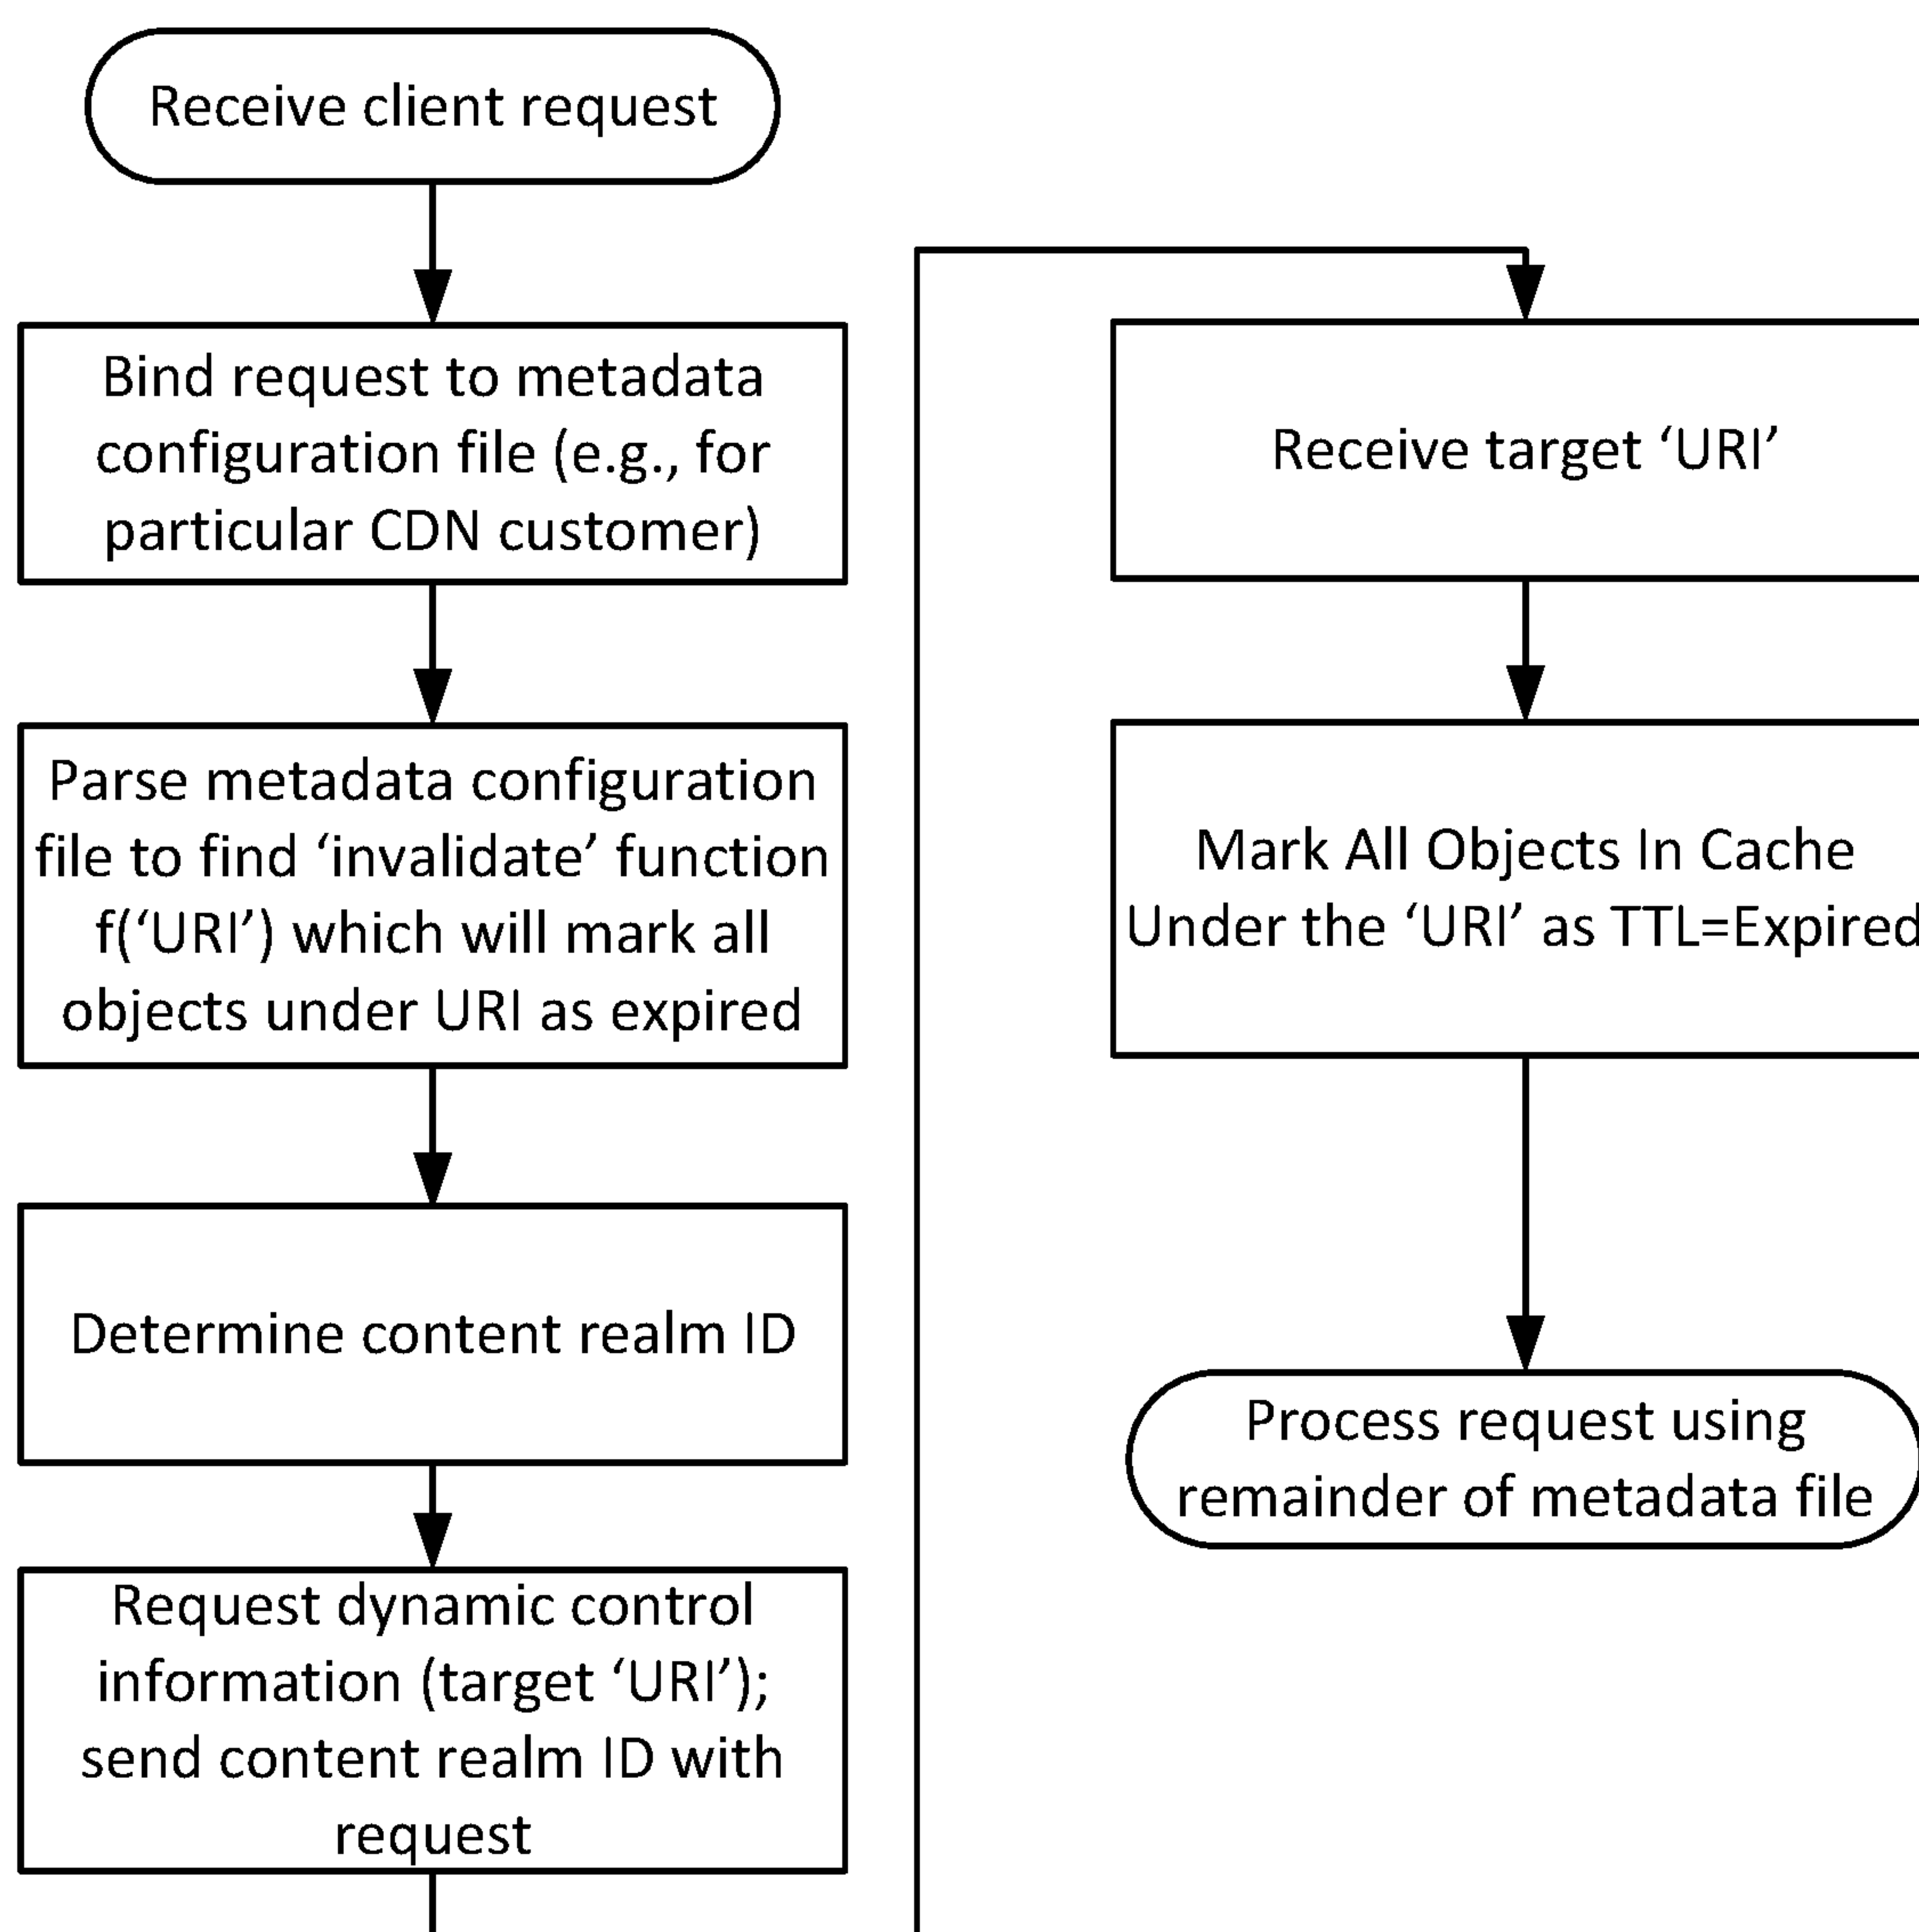 Receive client request
Bind request to metadata
configuration file (e.g., for
particular CDN customer)
Parse metadata configuration
file to find ‘invalidate’ function
f(‘URI’) which will mark all
objects under URI as expired
Determine content realm ID
Request dynamic control
information (target ‘URI’);
send content realm ID with
request
Receive target ‘URI’
Mark All Objects In Cache
Under the ‘URI’ as TTL=Expired
Process request using
remainder of metadata file